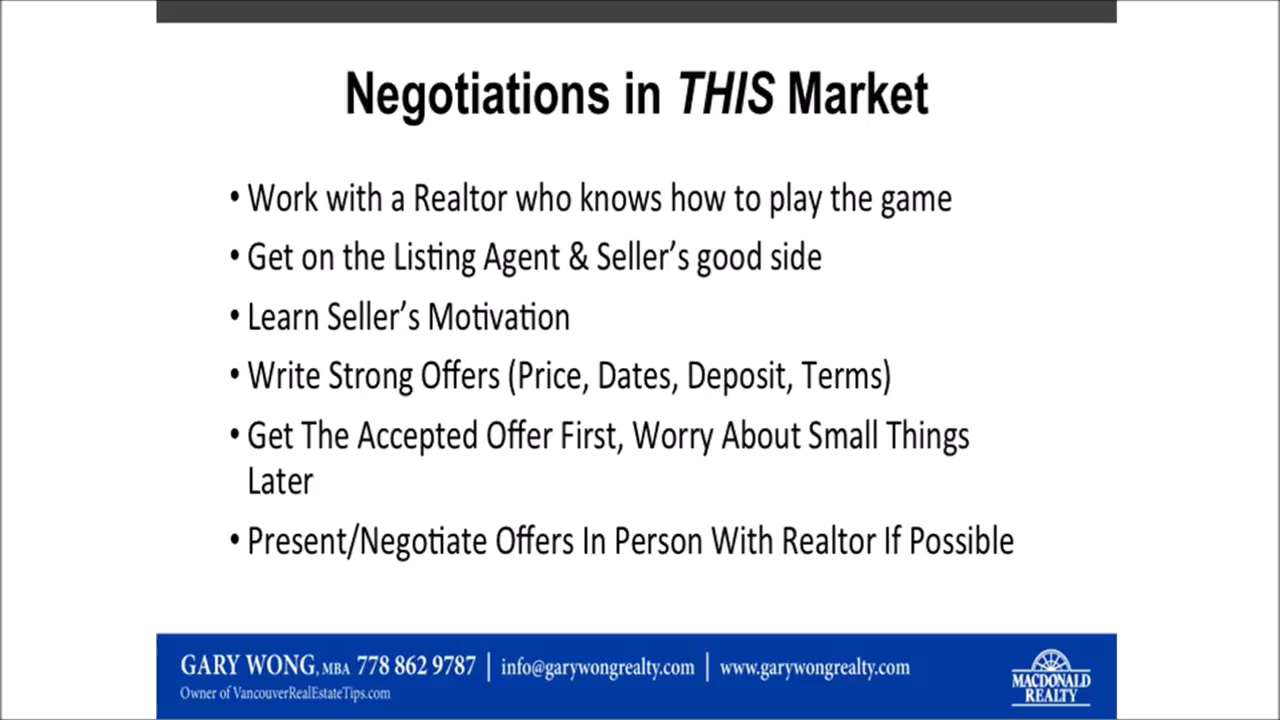 Negotiations in THIS Market
• Work with a Realtor who knows how to play the game
• Get on the Listing Agent & Seller’s good side
• Learn Seller’s Motivation
• Write Strong Offers (Price, Dates, Deposit, Terms)
• Get The Accepted Offer First, Worry About Small Things
Later
• Present/Negotiate Offers In Person With Realtor If Possible
GARY WONG, MBA 778 862 9787 | info@garywongrealty.com | www.garywongrealty.com
Owner of VancouverRealEstateTips.com
MACDONALD
REALTY